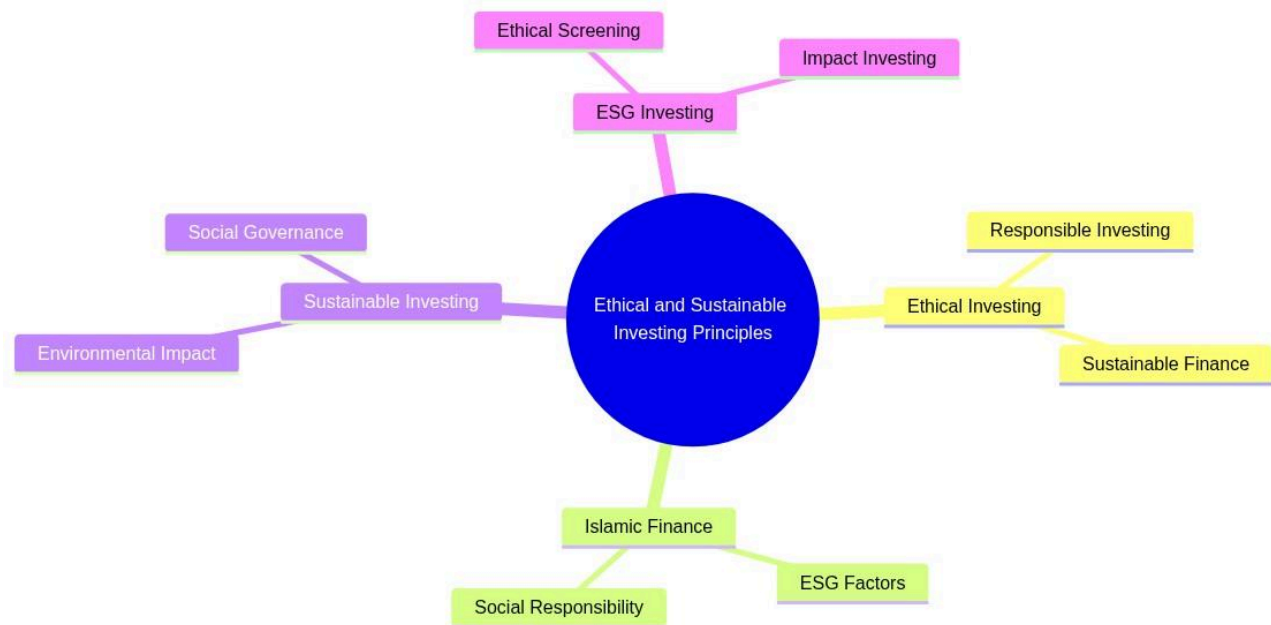 Ethical Screening
Impact Investing
ESG Investing
Social Governance
Responsible Investing
Sustainable Investing
Ethical and Sustainable
Investing Principles
Ethical Investing
Environmental Impact
Sustainable Finance
Islamic Finance
ESG Factors
Social Responsibility